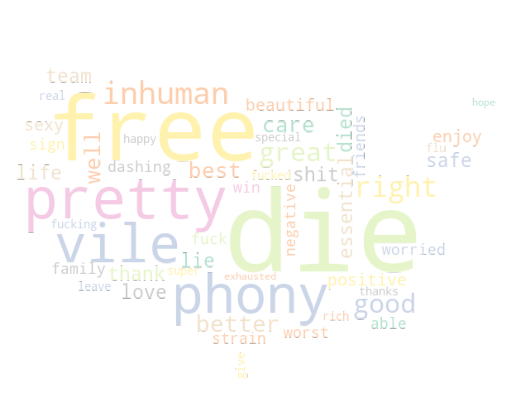 hope
team
inhuman
real
free
beautiful
died
sexy
care
friends
happy
special
enjoy
sign
well
great
flu
safe
dashing
life
best
fucked
shit
essential
right
pretty
win
negative
die
fucking
vile
fuck
worried
lie
family
thank
super
exhausted
positive
leave
love
phony
thanks
good
better
rich
able
strain
worst
give